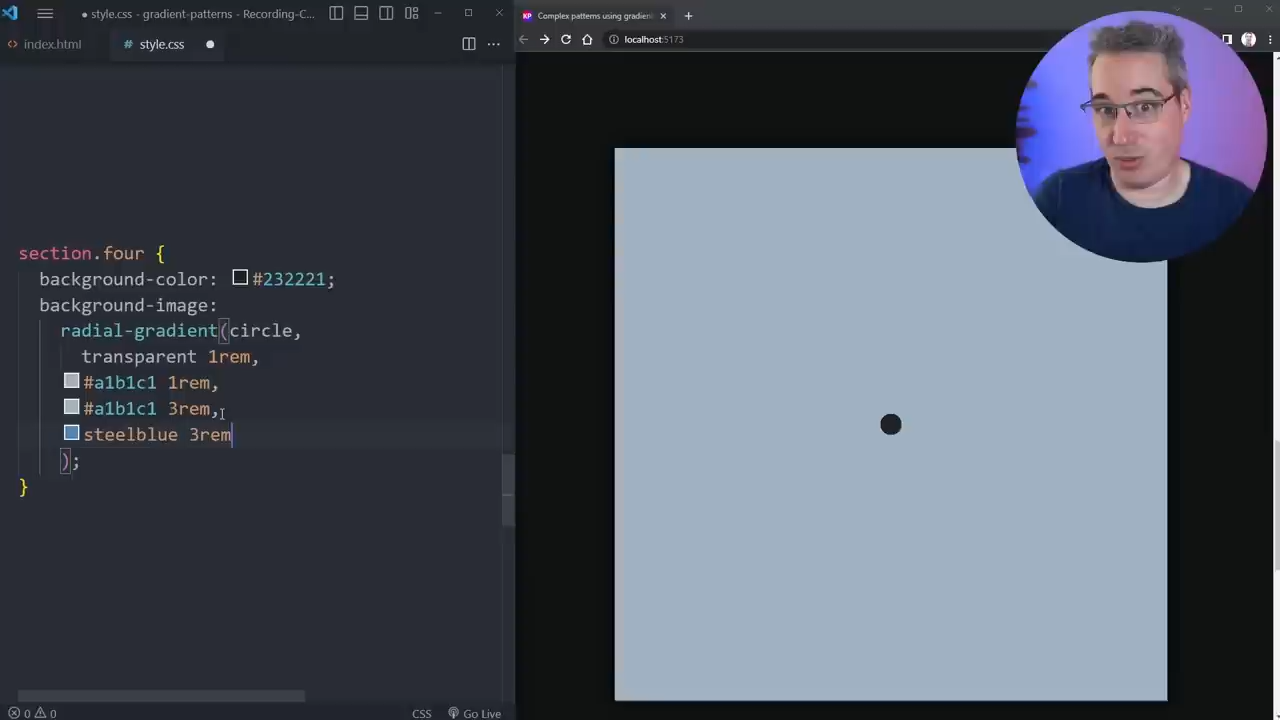 style.css - gradient-patterns - Recording-C...
index.html
# style.css
section.four {
background-color: #232221;
background-image:
radial-gradient(circle,
transparent 1rem,
#a1b1c1 1rem,
#a1b1c1 3rem,
steelblue 3rem
);
}
0 0
CSS
Go Live
KP
Complex patterns using gradien
localhost:5173